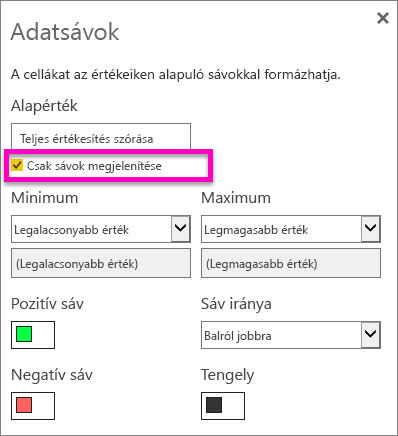 Adatsávok
A cellákat az értékeiken alapuló sávokkal formázhatja.
Alapérték
Teljes értékesítés szórása
Csak sávok megjelenítése
Minimum
Maximum
Legalacsonyabb érték
Legmagasabb érték
(Legalacsonyabb érték)
(Legmagasabb érték)
Pozitív sáv
Sáv iránya
Balról jobbra
Negatív sáv
Tengely